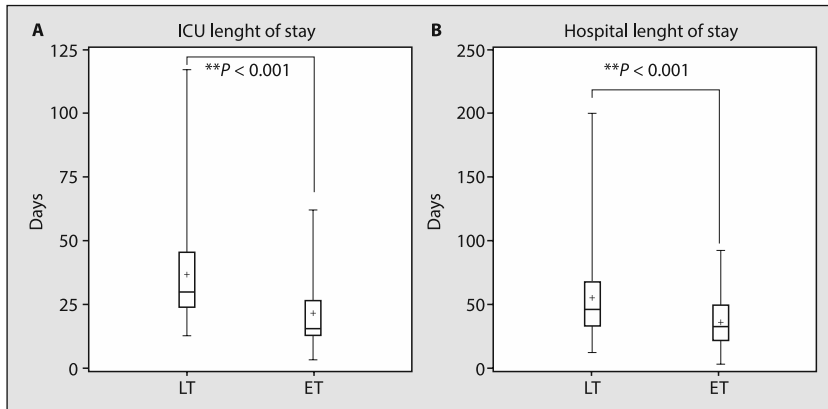 A ICU lenght of stay
125
100
75
50
25
0
Days
**P < 0.001
LT ET
B Hospital lenght of stay
250
200
150
100
50
0
Days
**P < 0.001
LT ET